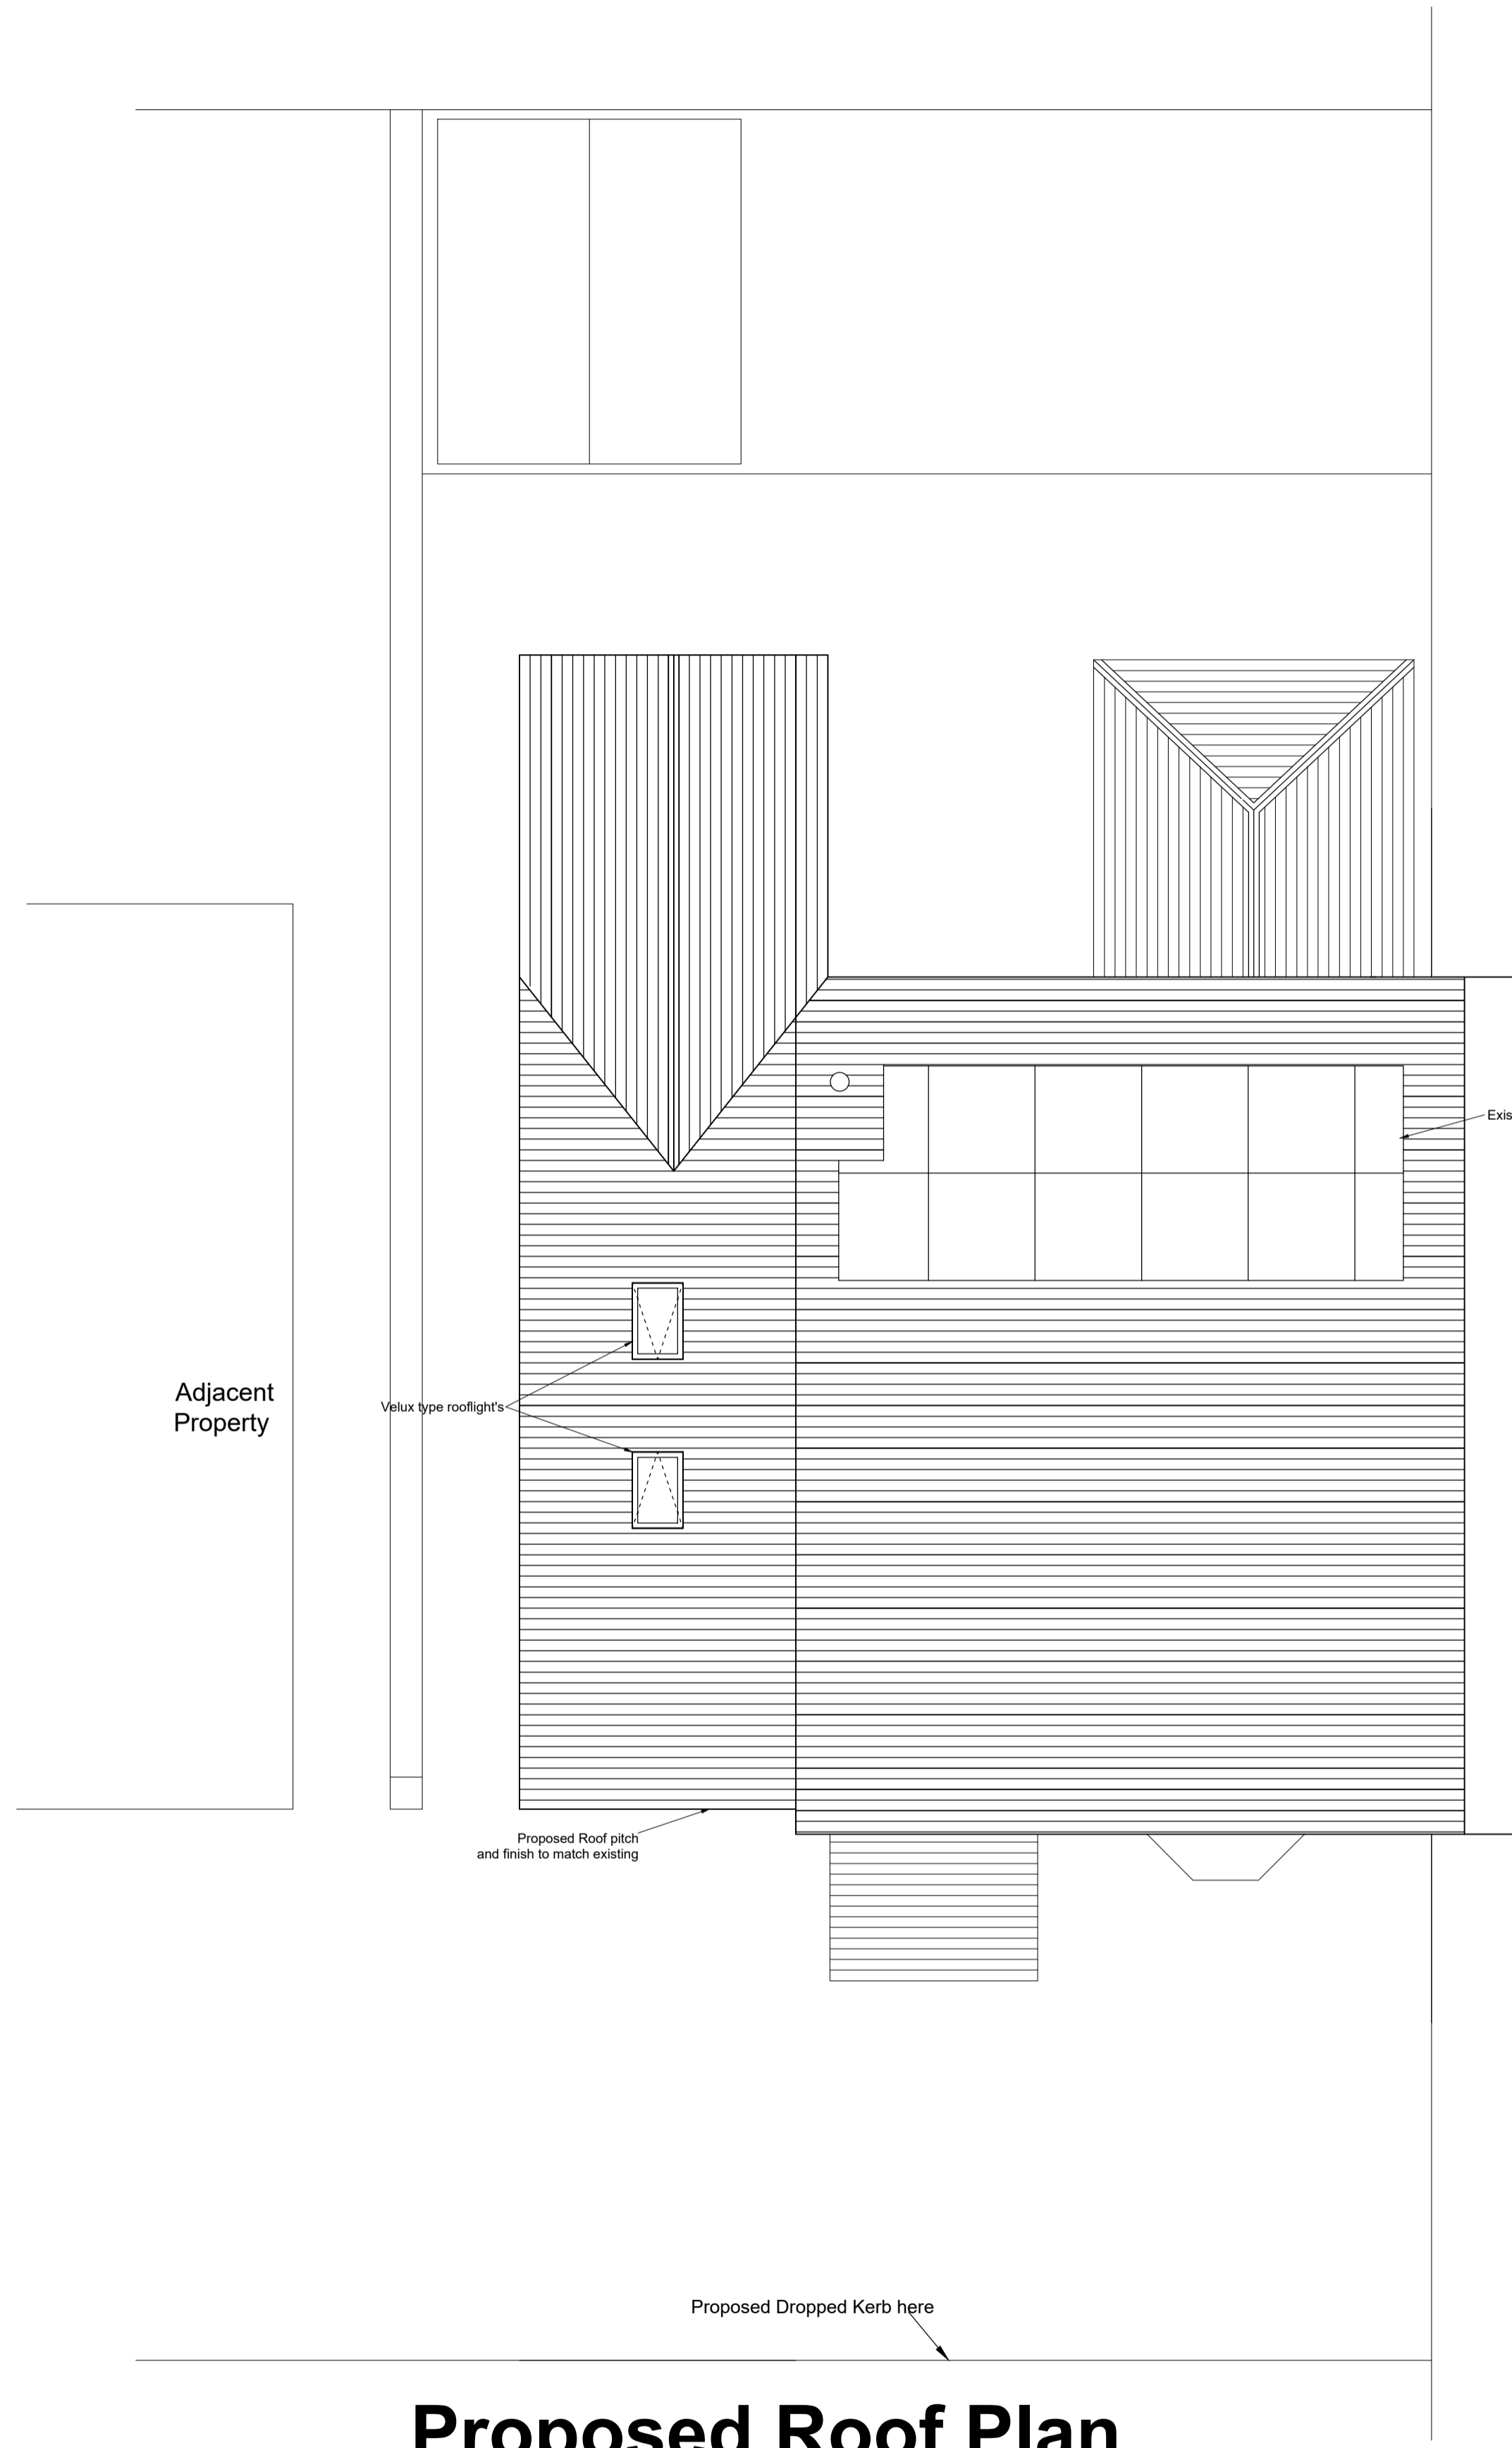 Exis
Adjacent
Property
Velux type rooflight's
Proposed Roof pitch
and finish to match existing
Proposed Dropped Kerb here
Proposed Roof Plan